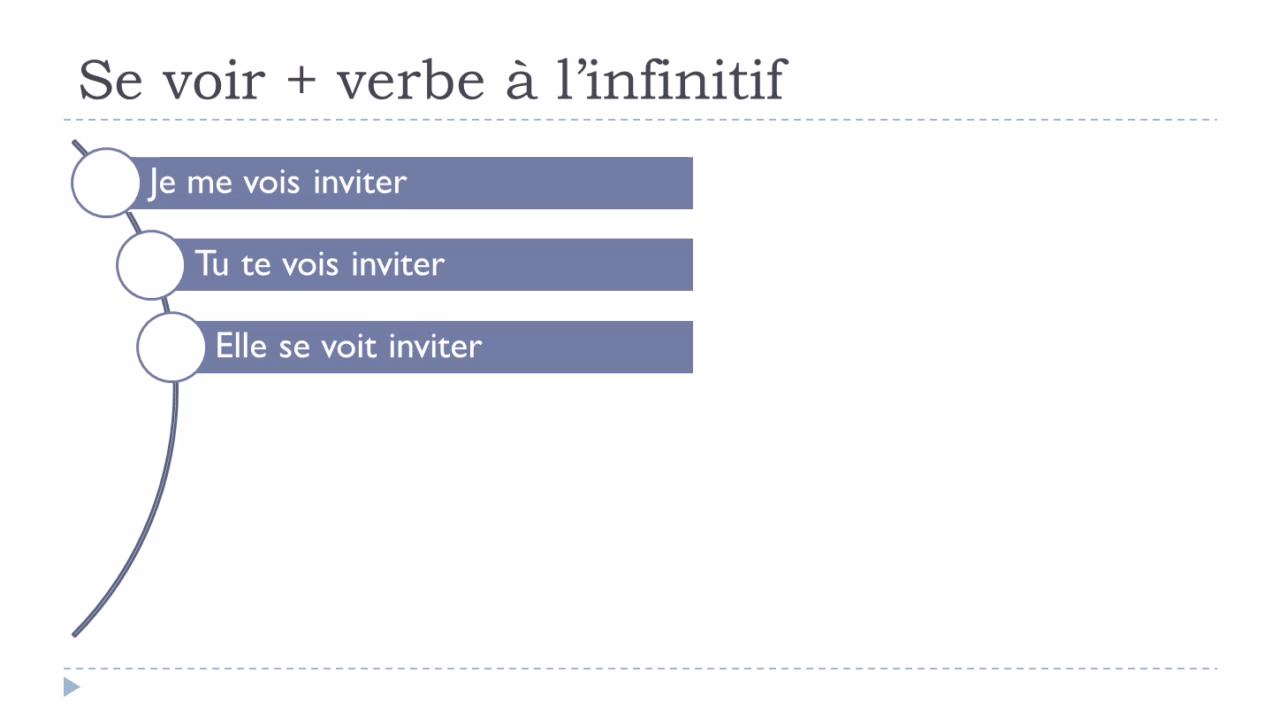 Se voir + verbe à l’infinitif
Je me vois inviter
Tu te vois inviter
Elle se voit inviter